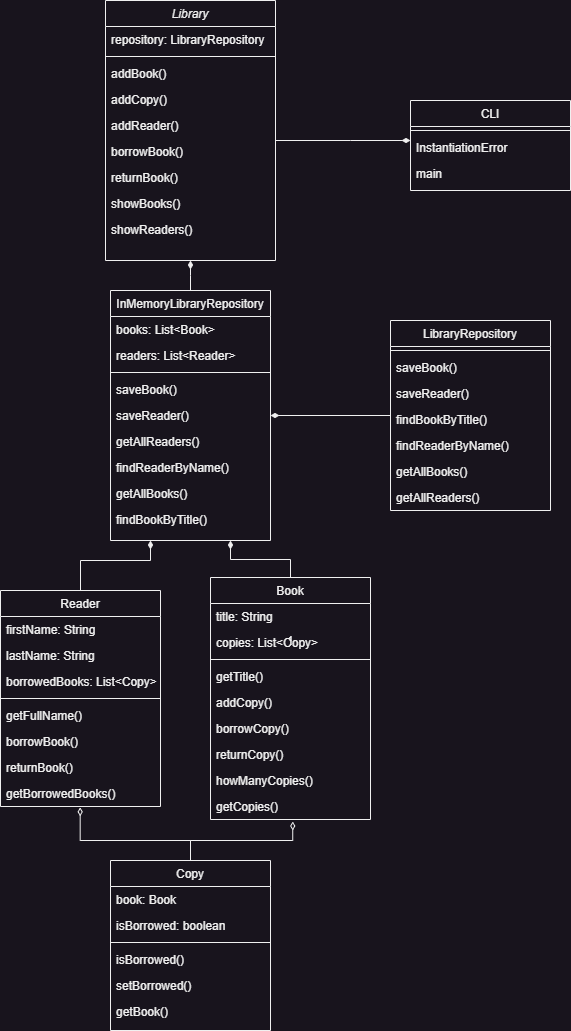 Library
repository: LibraryRepository
addBook()
addCopy()
addReader()
borrowBook()
returnBook()
showBooks()
showReaders()
CLI
InstantiationError
main
InMemoryLibraryRepository
books: List<Book>
readers: List<Reader>
saveBook()
saveReader()
getAllReaders()
findReaderByName()
getAllBooks()
findBookByTitle()
LibraryRepository
saveBook()
saveReader()
findBookByTitle()
findReaderByName()
getAllBooks()
getAllReaders()
Reader
firstName: String
lastName: String
borrowedBooks: List<Copy>
getFullName()
borrowBook()
returnBook()
getBorrowedBooks()
Book
title: String
copies: List<Copy>
getTitle()
addCopy()
borrowCopy()
returnCopy()
howManyCopies()
getCopies()
Copy
book: Book
isBorrowed: boolean
isBorrowed()
setBorrowed()
getBook()